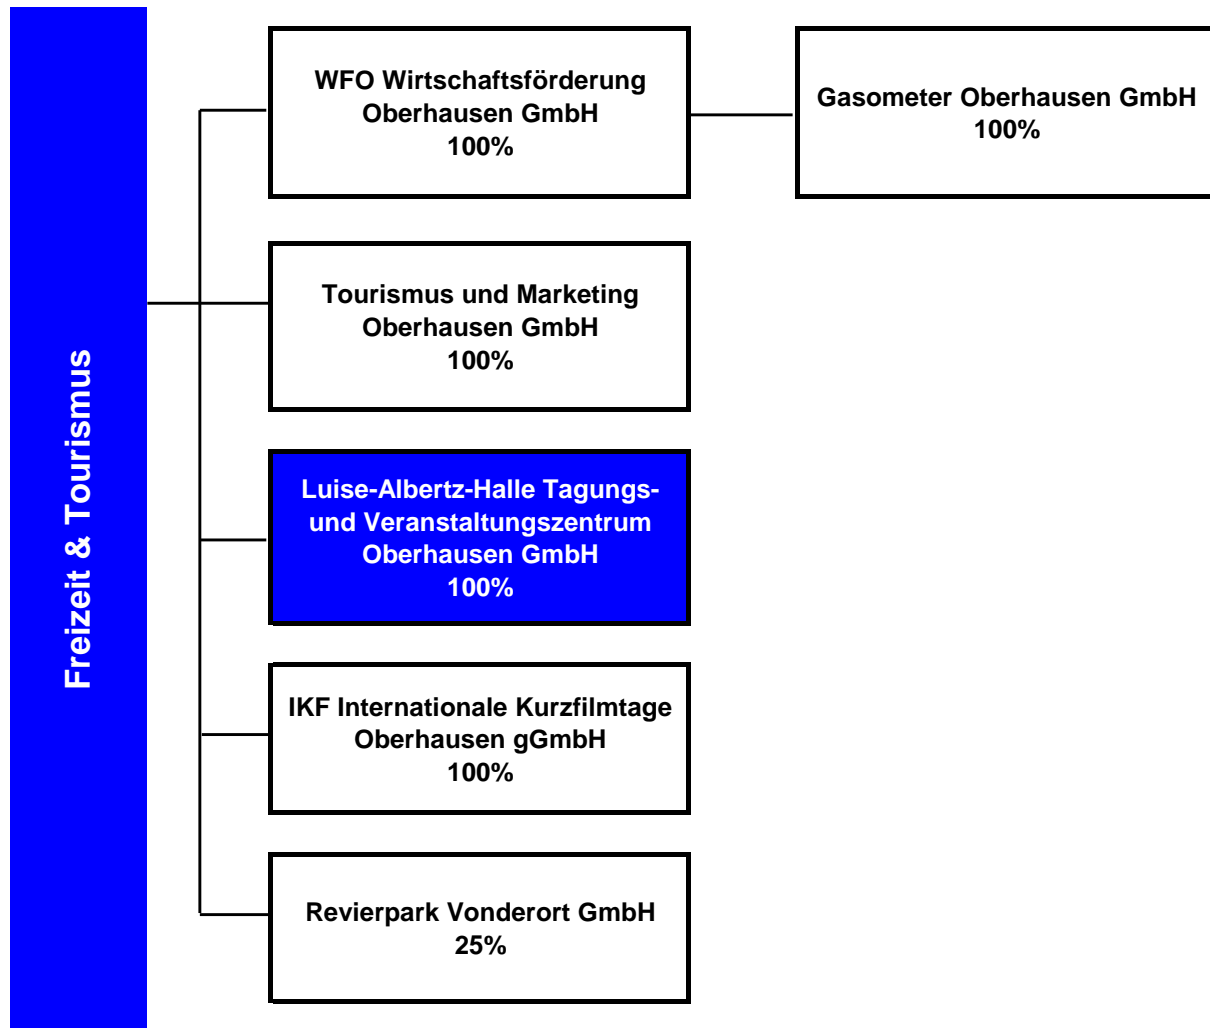 Freizeit & Tourismus
WFO Wirtschaftsförderung
Oberhausen GmbH
100%
Gasometer Oberhausen GmbH
100%
Tourismus und Marketing
Oberhausen GmbH
100%
Luise-Albertz-Halle Tagungs-
und Veranstaltungszentrum
Oberhausen GmbH
100%
IKF Internationale Kurzfilmtage
Oberhausen gGmbH
100%
Revierpark Vonderort GmbH
25%